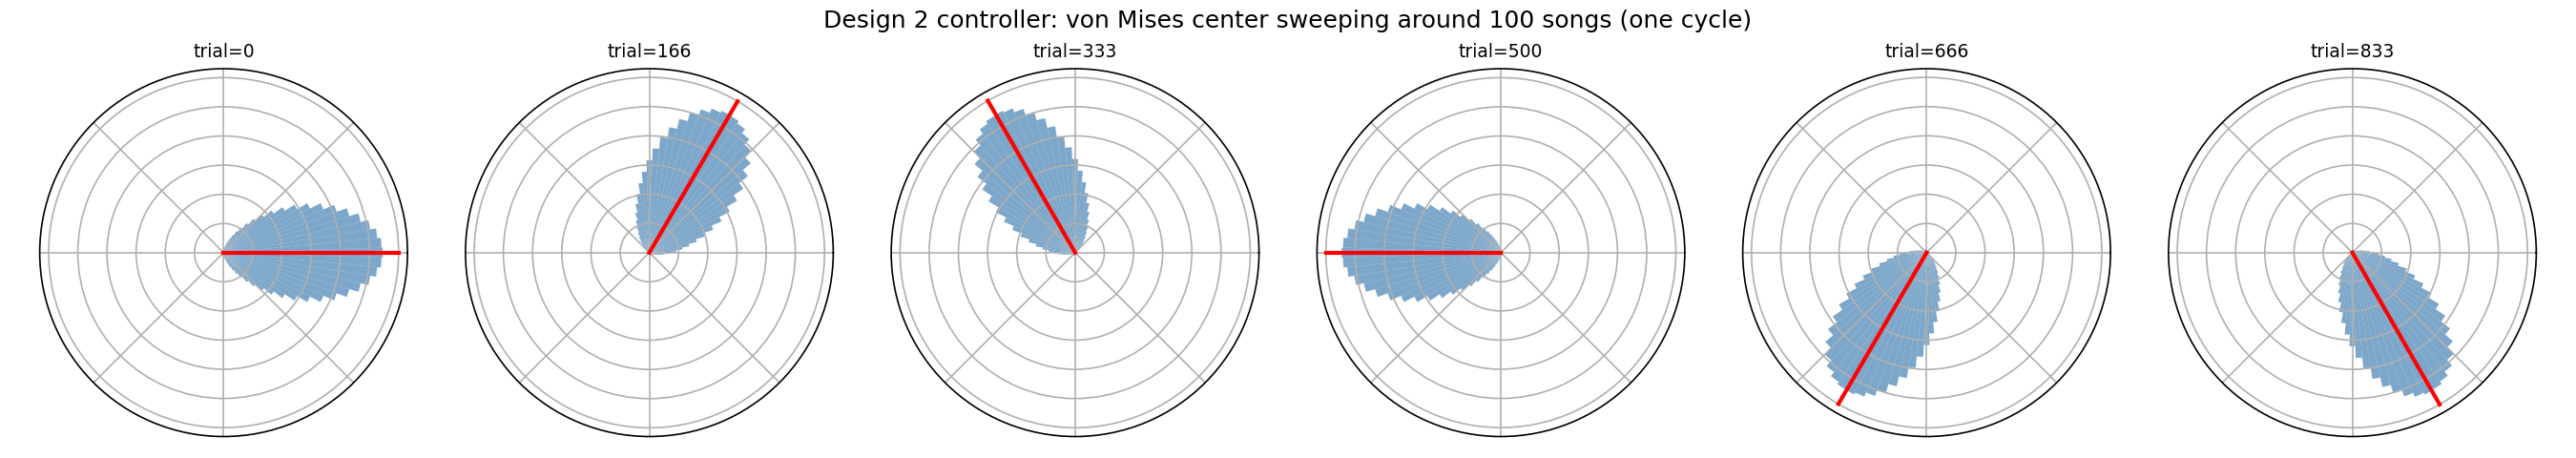 Design 2 controller: von Mises center sweeping around 100 songs (one cycle)
trial=0
trial=166
trial=333
trial=500
trial=666
trial=833